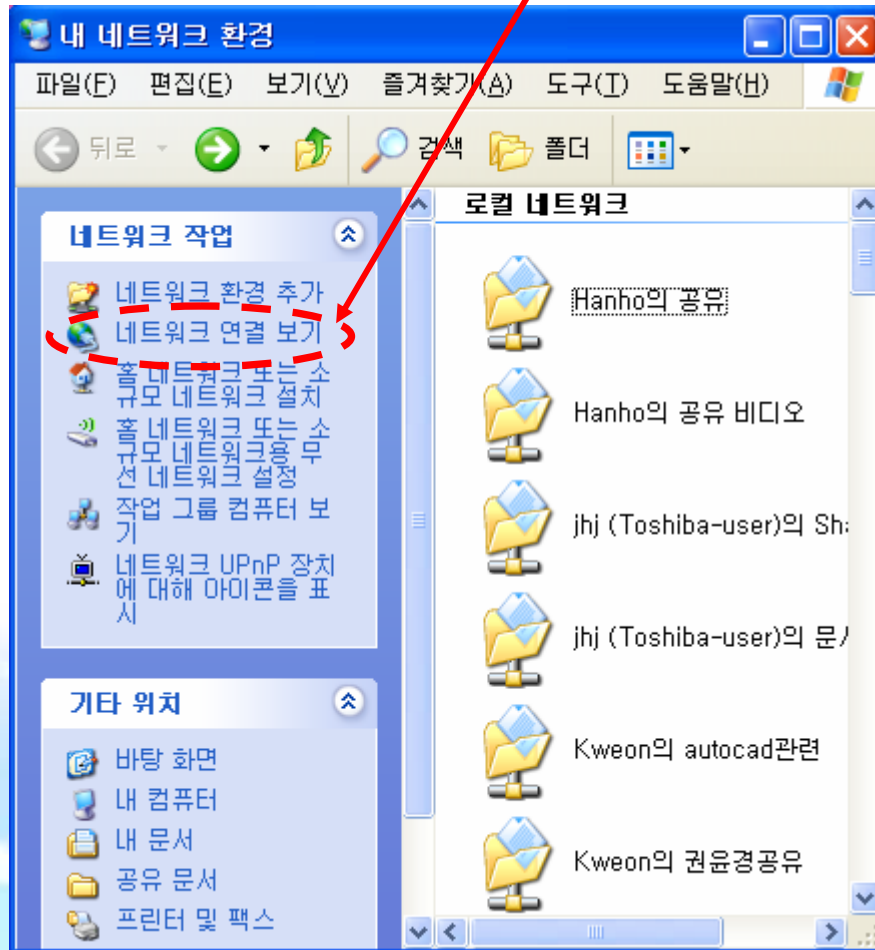 내 네트워크 환경
파일(F) 편집(E) 보기(V) 즐겨찾기(A) 도구(T) 도움말(H)
뒤로 검색 폴더
네트워크 작업
네트워크 환경 추가
네트워크 연결 보기
홈 네트워크 또는 소
규모 네트워크 설치
홈 네트워크 또는 소
규모 네트워크용 무
선 네트워크 설정
작업 그룹 컴퓨터 보
기
네트워크 UPnP 장치
에 대해 아이콘을 표
시
기타 위치
바탕 화면
내 컴퓨터
내 문서
공유 문서
프린터 및 팩스
로컬 네트워크
Hanho의 공유
Hanho의 공유 비디오
jhj (Toshiba-user)의
jhj (Toshiba-user)의
Kweon의 autocad관련
Kweon의 권윤경공유